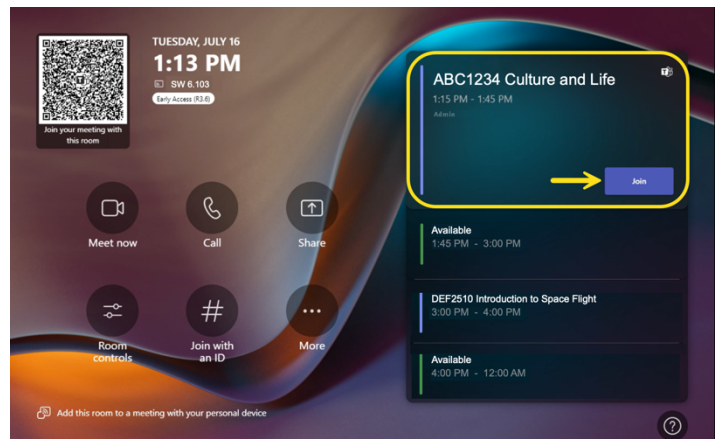 TUESDAY, JULY 16
1:13 PM
SW 6.103
Early Access (R3.6)
Join your meeting with
this room
Meet now
Call
Share
Room
controls
Join with
an ID
More
Add this room to a meeting with your personal device
ABC1234 Culture and Life
1:15 PM - 1:45 PM
Admin
Join
Available
1:45 PM - 3:00 PM
DEF2510 Introduction to Space Flight
3:00 PM - 4:00 PM
Available
4:00 PM - 12:00 AM